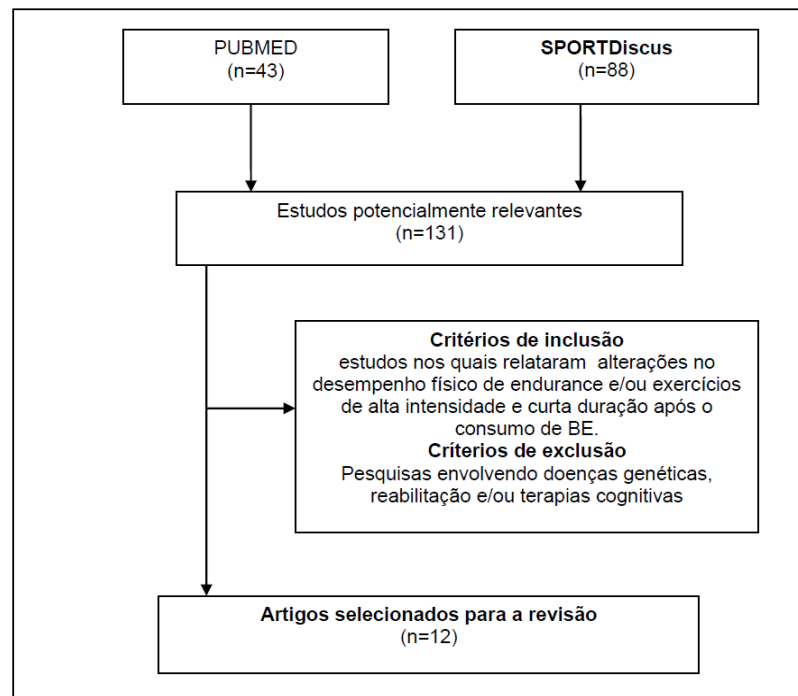 PUBMED
(n=43)
SPORTDiscus
(n=88)
Estudos potencialmente relevantes
(n=131)
Critérios de inclusão
estudos nos quais relataram alterações no
desempenho físico de endurance e/ou exercícios
de alta intensidade e curta duração após o
consumo de BE.
Críterios de exclusão
Pesquisas envolvendo doenças genéticas,
reabilitação e/ou terapias cognitivas
Artigos selecionados para a revisão
(n=12)